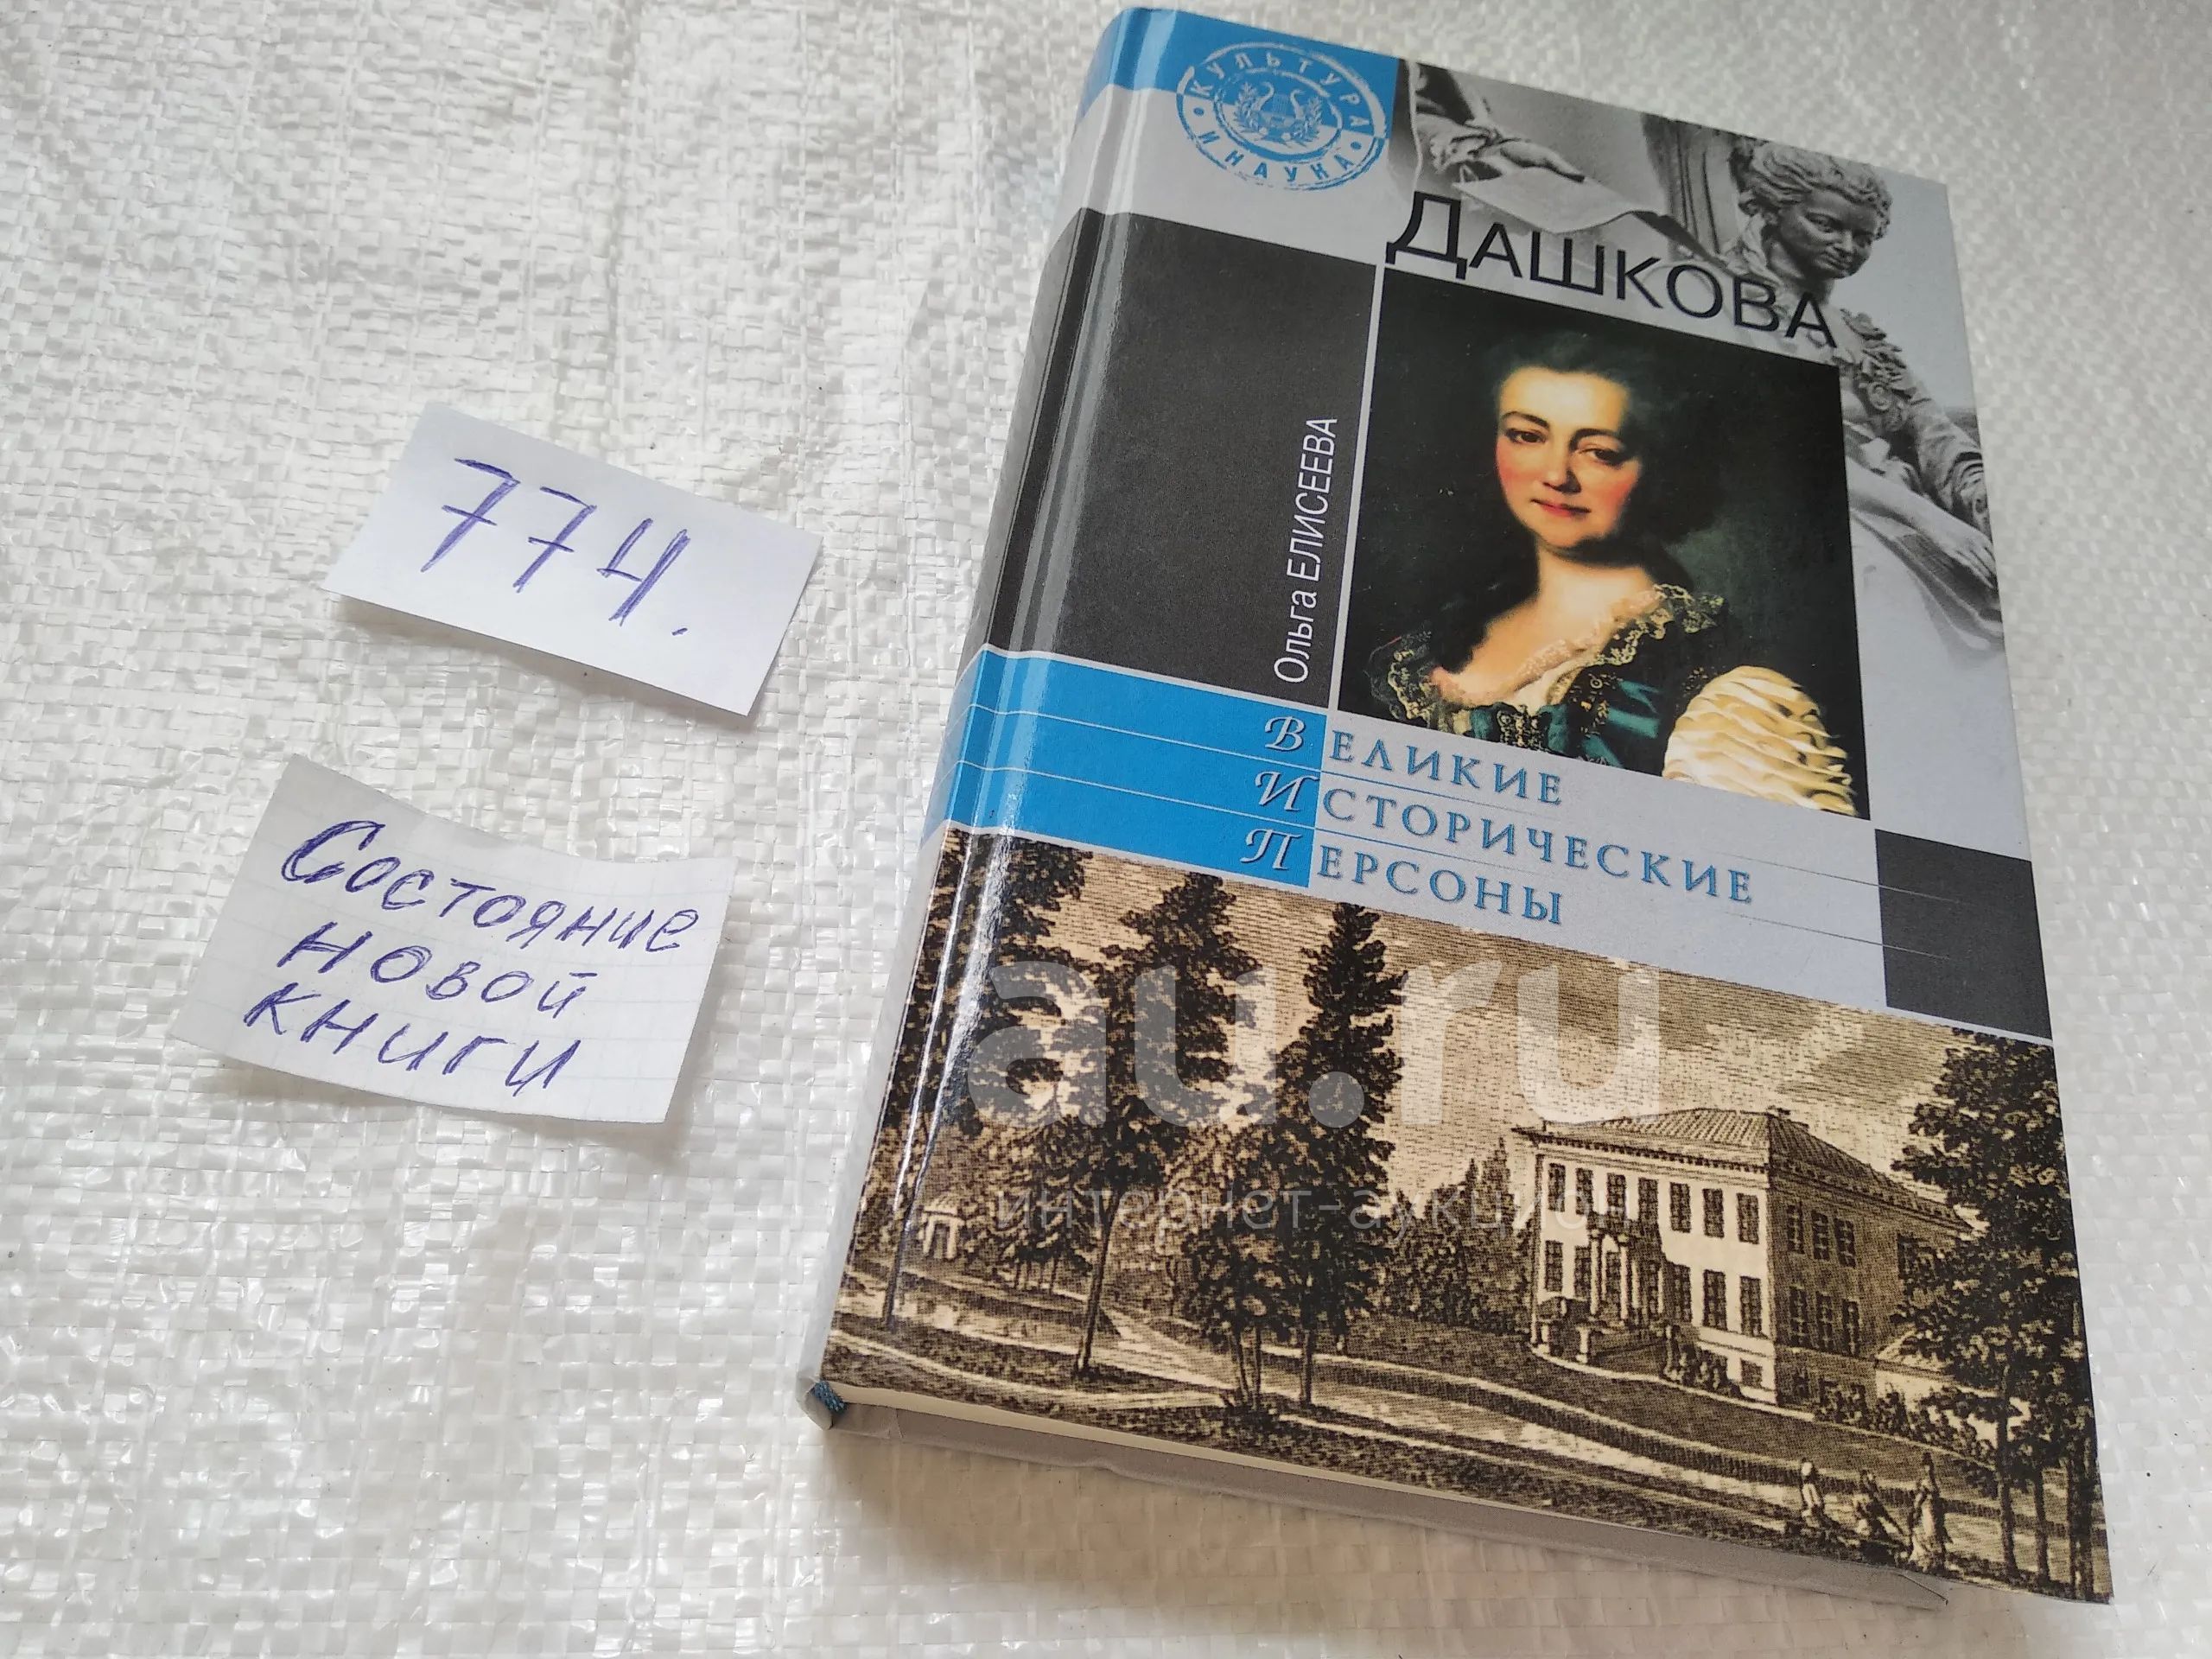 КУЛЬТУРА
И НАУКА
ДАШКОВА
Ольга ЕЛИСЕЕВА
ВЕЛИКИЕ
ИСТОРИЧЕСКИЕ
ПЕРСОНЫ
774.
Состояние
новой
книги
au.ru
интернет-аукцион